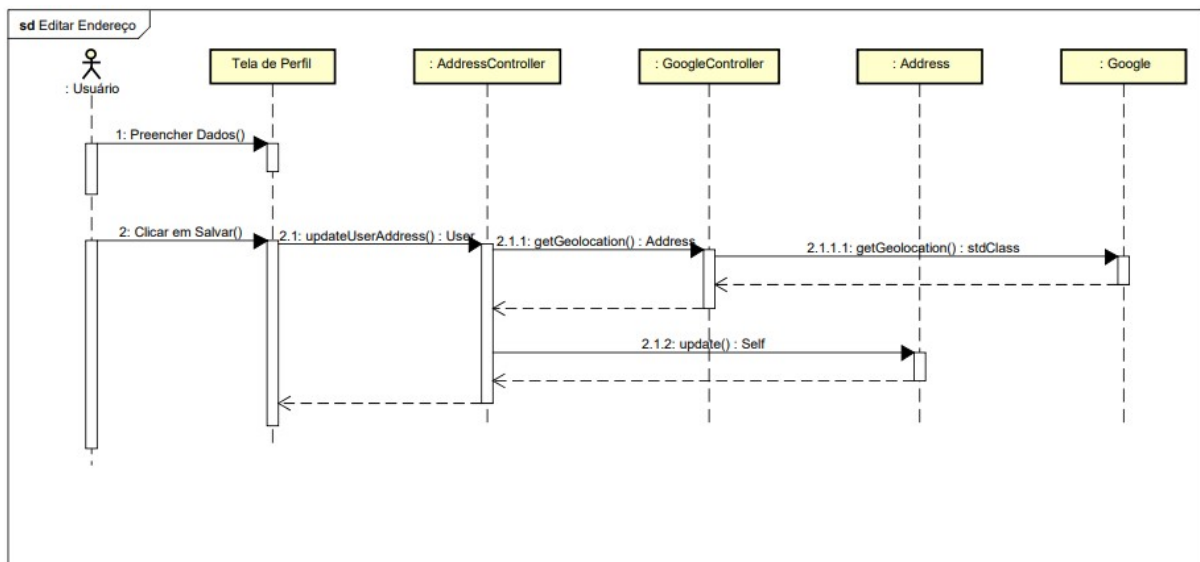 sd Editar Endereço
: Usuário
Tela de Perfil
: AddressController
: GoogleController
: Address
: Google
1: Preencher Dados()
2: Clicar em Salvar()
2.1: updateUserAddress() : User
2.1.1: getGeolocation() : Address
2.1.1.1: getGeolocation() : stdClass
2.1.2: update() : Self